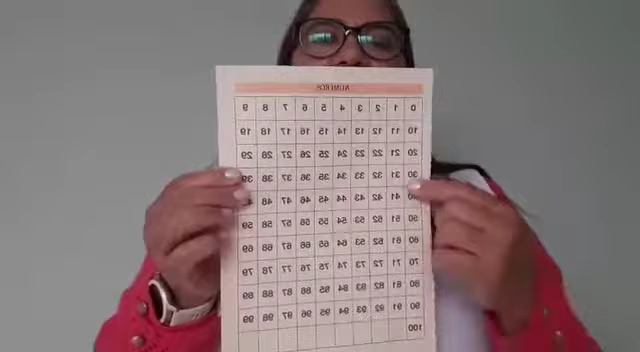 NÚMEROS
0 1 2 3 4 5 6 7 8 9
10 11 12 13 14 15 16 17 18 19
20 21 22 23 24 25 26 27 28 29
30 31 32 33 34 35 36 37 38 39
41 42 43 44 45 46 47 48
50 51 52 53 54 55 56 57 58 59
60 61 62 63 64 65 66 67 68 69
70 71 72 73 74 75 76 77 78 79
80 81 82 83 84 85 86 87 88 89
90 91 92 93 94 95 96 97 98 99
100